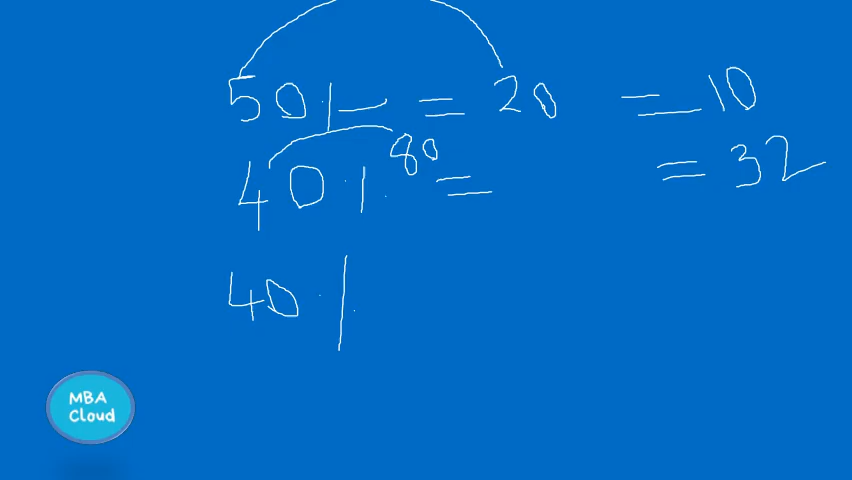 50% = 20 = 10
40% 80 = = 32
40 %
MBA
Cloud